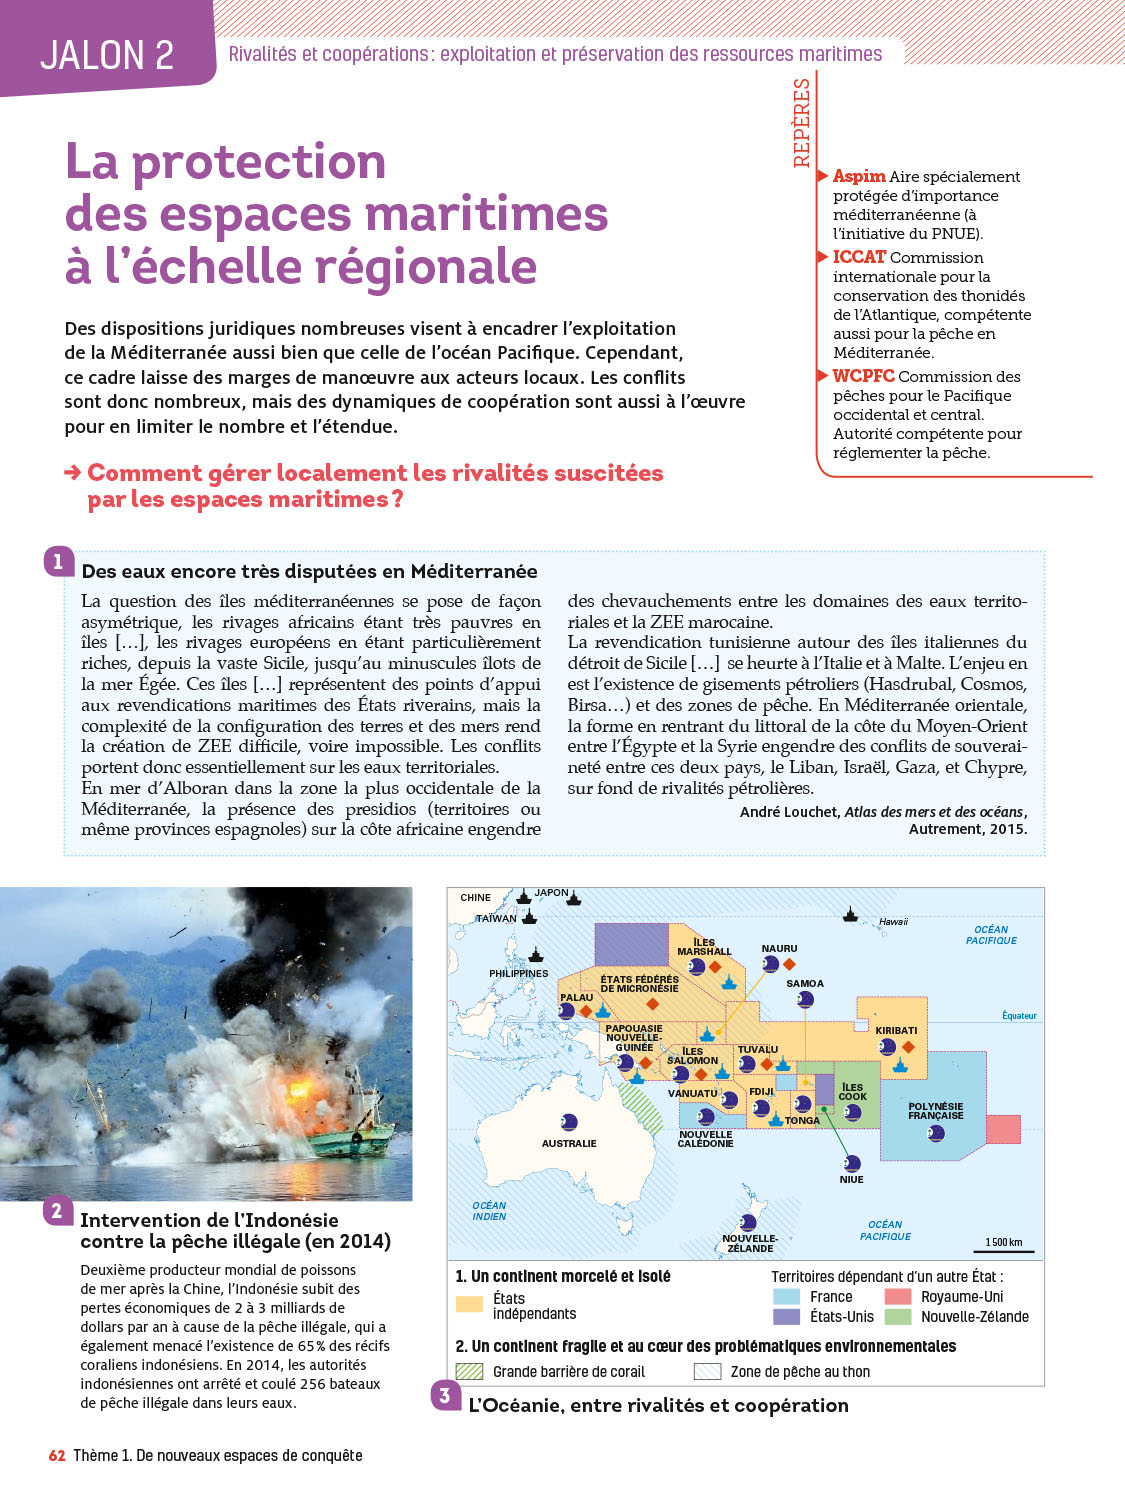 JALON 2
Rivalités et coopérations : exploitation et préservation des ressources maritimes
La protection
des espaces maritimes
à l’échelle régionale
Des dispositions juridiques nombreuses visent à encadrer l’exploitation
de la Méditerranée aussi bien que celle de l’océan Pacifique. Cependant,
ce cadre laisse des marges de manœuvre aux acteurs locaux. Les conflits
sont donc nombreux, mais des dynamiques de coopération sont aussi à l’œuvre
pour en limiter le nombre et l’étendue.
→ Comment gérer localement les rivalités suscitées
par les espaces maritimes ?
REPÈRES
Aspim Aire spécialement
protégée d’importance
méditerranéenne (à
l’initiative du PNUE).
ICCAT Commission
internationale pour la
conservation des thonidés
de l’Atlantique, compétente
aussi pour la pêche en
Méditerranée.
WCPFC Commission des
pêches pour le Pacifique
occidental et central.
Autorité compétente pour
réglementer la pêche.
1
Des eaux encore très disputées en Méditerranée
La question des îles méditerranéennes se pose de façon
asymétrique, les rivages africains étant très pauvres en
îles […], les rivages européens en étant particulièrement
riches, depuis la vaste Sicile, jusqu’au minuscules îlots de
la mer Égée. Ces îles […] représentent des points d’appui
aux revendications maritimes des États riverains, mais la
complexité de la configuration des terres et des mers rend
la création de ZEE difficile, voire impossible. Les conflits
portent donc essentiellement sur les eaux territoriales.
En mer d’Alboran dans la zone la plus occidentale de la
Méditerranée, la présence des presidios (territoires ou
même provinces espagnoles) sur la côte africaine engendre
des chevauchements entre les domaines des eaux territo-
riales et la ZEE marocaine.
La revendication tunisienne autour des îles italiennes du
détroit de Sicile […] se heurte à l’Italie et à Malte. L’enjeu en
est l’existence de gisements pétroliers (Hasdrubal, Cosmos,
Birsa…) et des zones de pêche. En Méditerranée orientale,
la forme en rentrant du littoral de la côte du Moyen-Orient
entre l’Égypte et la Syrie engendre des conflits de souverai-
neté entre ces deux pays, le Liban, Israël, Gaza, et Chypre,
sur fond de rivalités pétrolières.
André Louchet, Atlas des mers et des océans,
Autrement, 2015.
2
Intervention de l’Indonésie
contre la pêche illégale (en 2014)
Deuxième producteur mondial de poissons
de mer après la Chine, l’Indonésie subit des
pertes économiques de 2 à 3 milliards de
dollars par an à cause de la pêche illégale, qui a
également menacé l’existence de 65 % des récifs
coraliens indonésiens. En 2014, les autorités
indonésiennes ont arrêté et coulé 256 bateaux
de pêche illégale dans leurs eaux.
CHINE
JAPON
TAÏWAN
Hawaii
OCÉAN
PACIFIQUE
PHILIPPINES
ÎLES
MARSHALL
NAURU
ÉTATS FÉDÉRÉS
DE MICRONÉSIE
SAMOA
PALAU
Équateur
PAPOUASIE
NOUVELLE-
GUINÉE
KIRIBATI
ÎLES
SALOMON
TUVALU
VANUATU
FDIJI
ÎLES
COOK
TONGA
POLYNÉSIE
FRANÇAISE
AUSTRALIE
NOUVELLE
CALÉDONIE
NIUE
OCÉAN
INDIEN
NOUVELLE-
ZÉLANDE
OCÉAN
PACIFIQUE
1 500 km
1. Un continent morcelé et isolé
États
indépendants
Territoires dépendant d’un autre État :
France
Royaume-Uni
États-Unis
Nouvelle-Zélande
2. Un continent fragile et au cœur des problématiques environnementales
Grande barrière de corail
Zone de pêche au thon
3
L’Océanie, entre rivalités et coopération
62 Thème 1. De nouveaux espaces de conquête